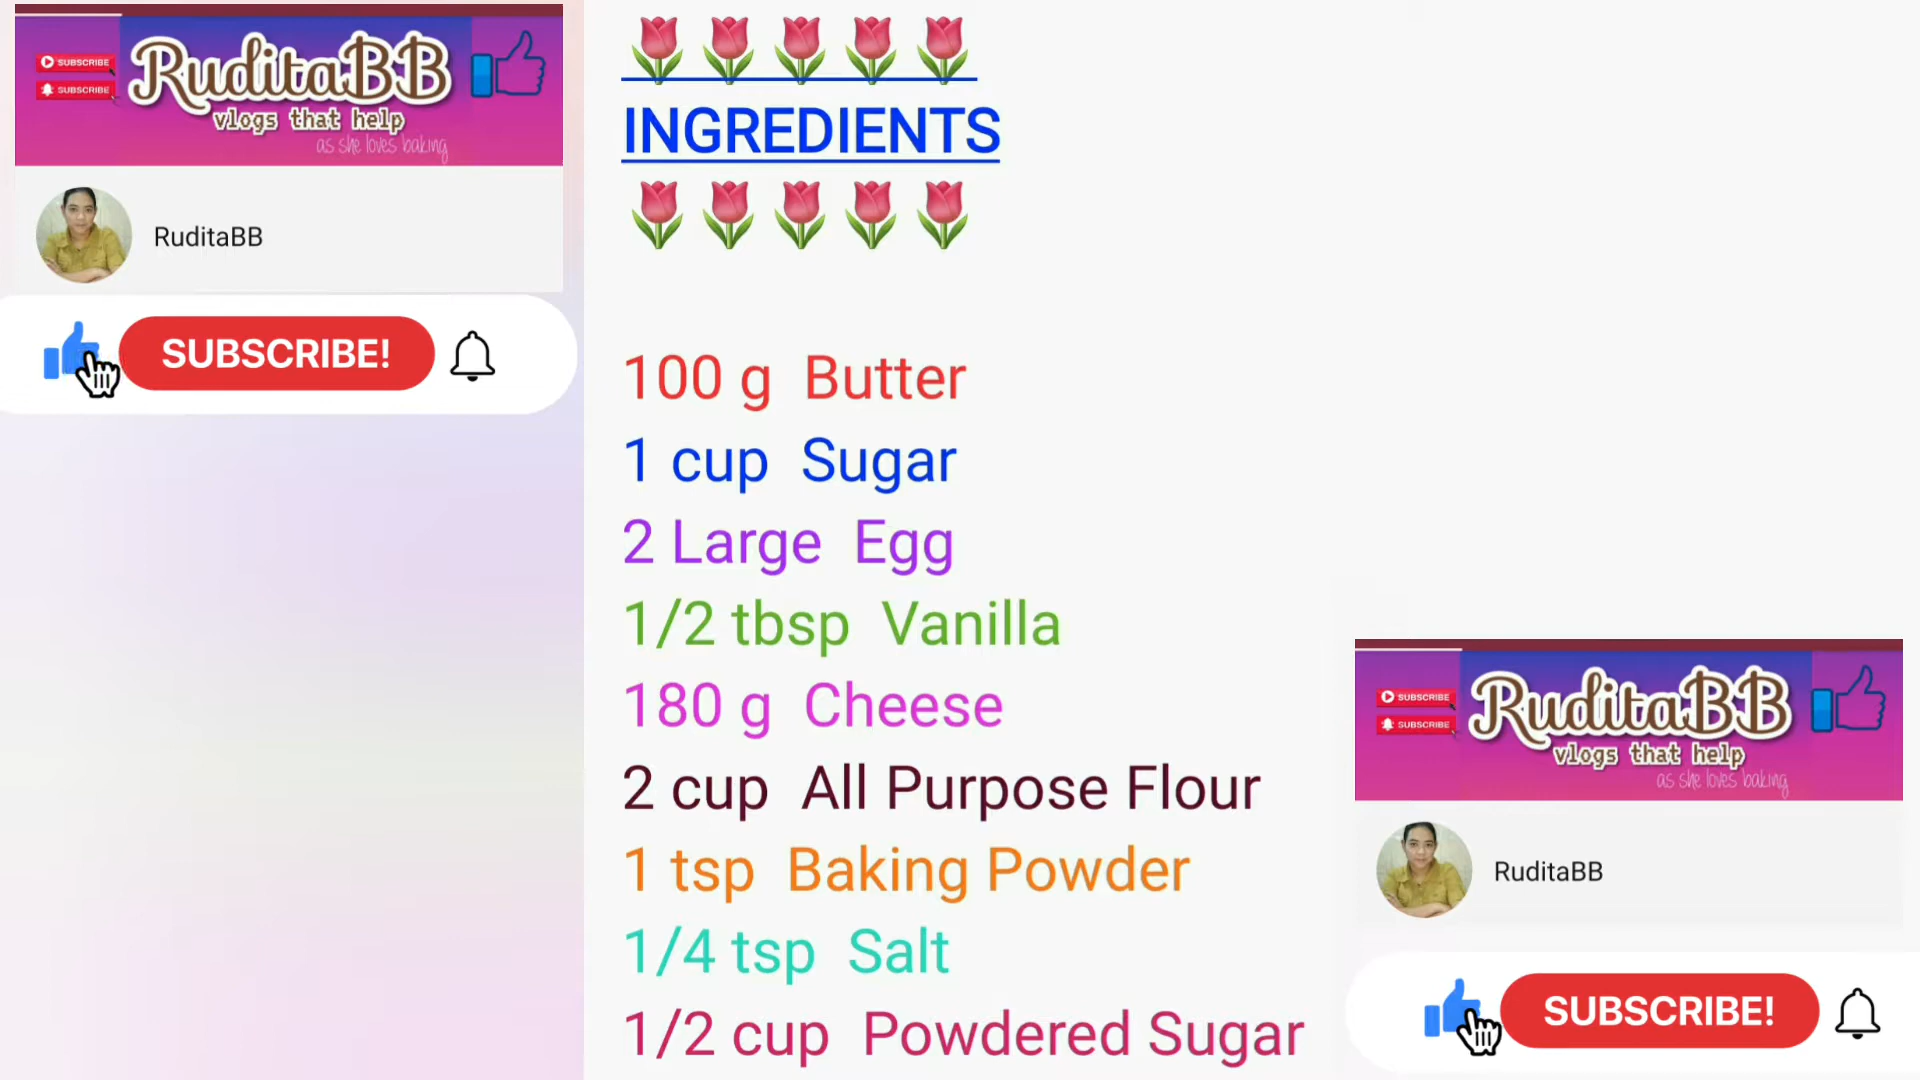 SUBSCRIBE
SUBSCRIBE
RuditaBB
vlogs that help
as she loves baking
RuditaBB
SUBSCRIBE!
INGREDIENTS
100 g Butter
1 cup Sugar
2 Large Egg
1/2 tbsp Vanilla
180 g Cheese
2 cup All Purpose Flour
1 tsp Baking Powder
1/4 tsp Salt
1/2 cup Powdered Sugar
SUBSCRIBE
SUBSCRIBE
RuditaBB
vlogs that help
as she loves baking
RuditaBB
SUBSCRIBE!